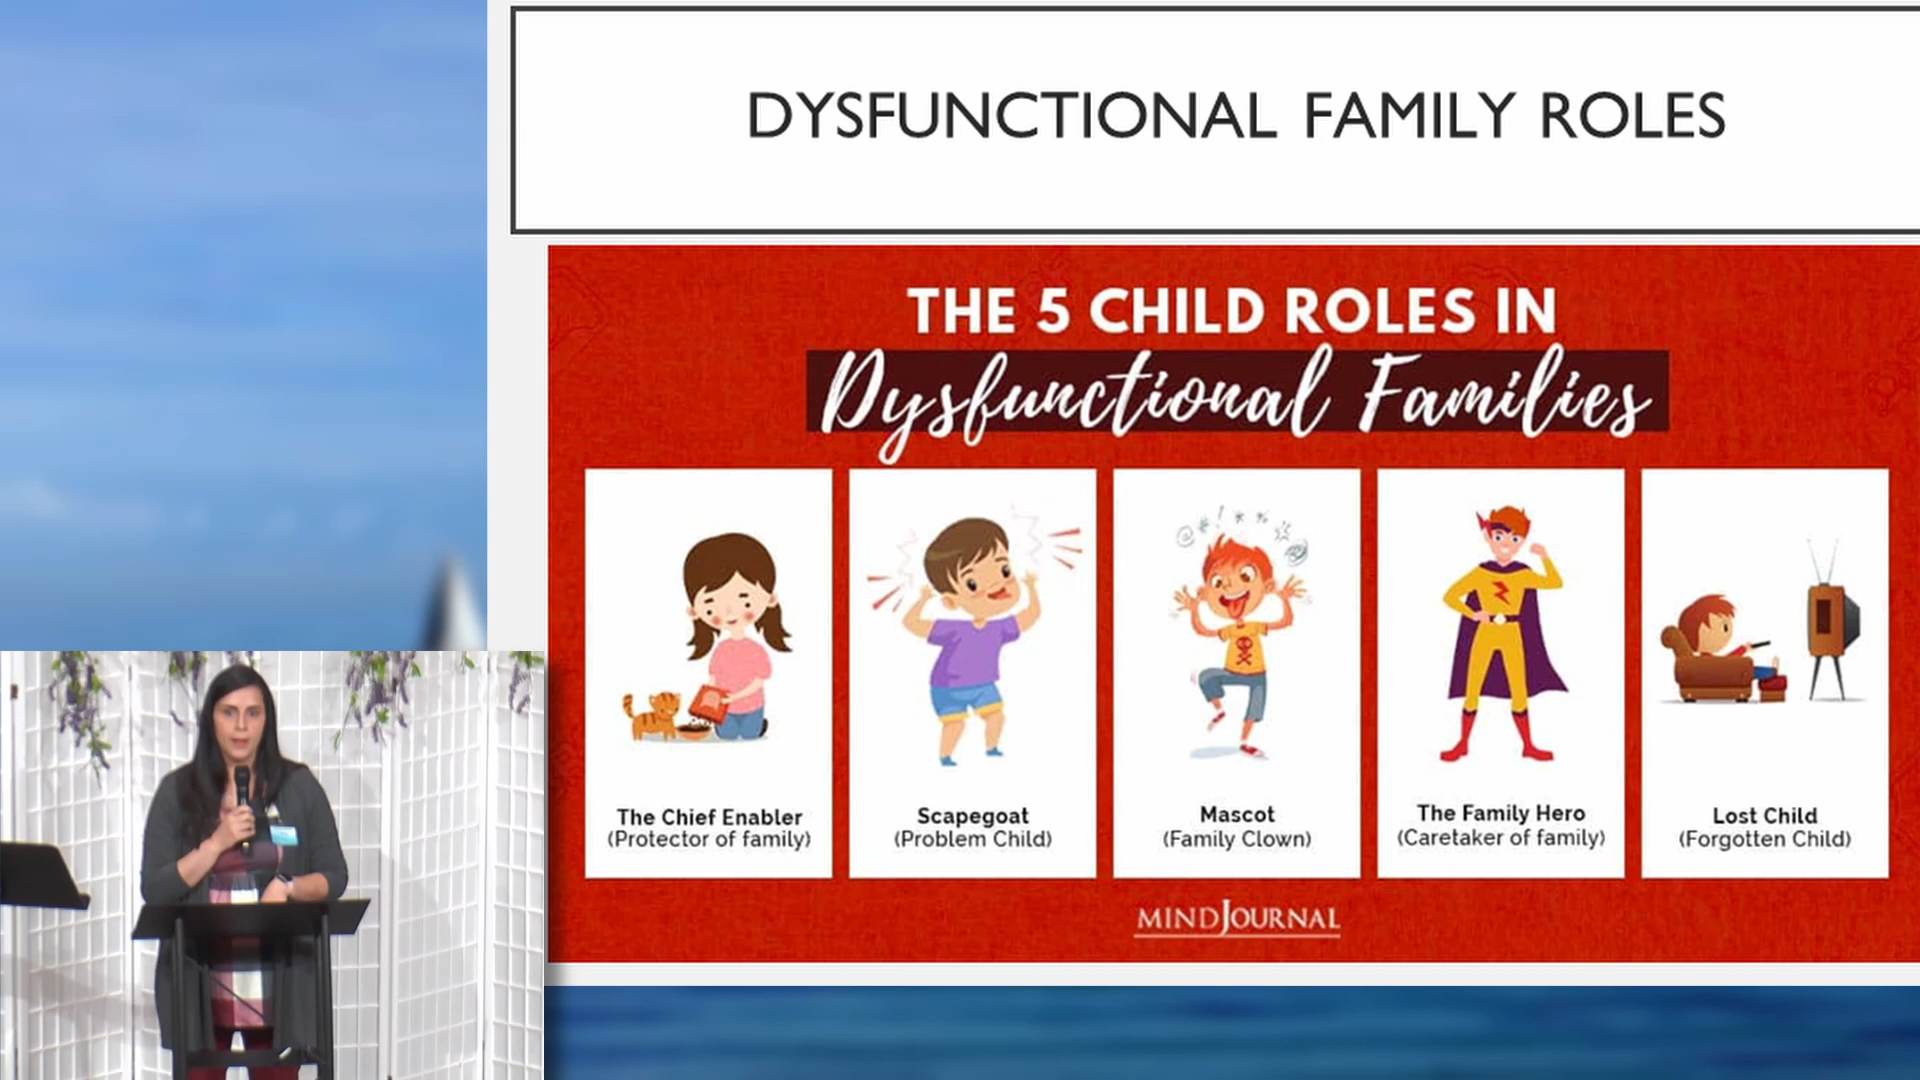 DYSFUNCTIONAL FAMILY ROLES
THE 5 CHILD ROLES IN
Dysfunctional Families
The Chief Enabler
(Protector of family)
Scapegoat
(Problem Child)
Mascot
(Family Clown)
The Family Hero
(Caretaker of family)
Lost Child
(Forgotten Child)
MINDJOURNAL